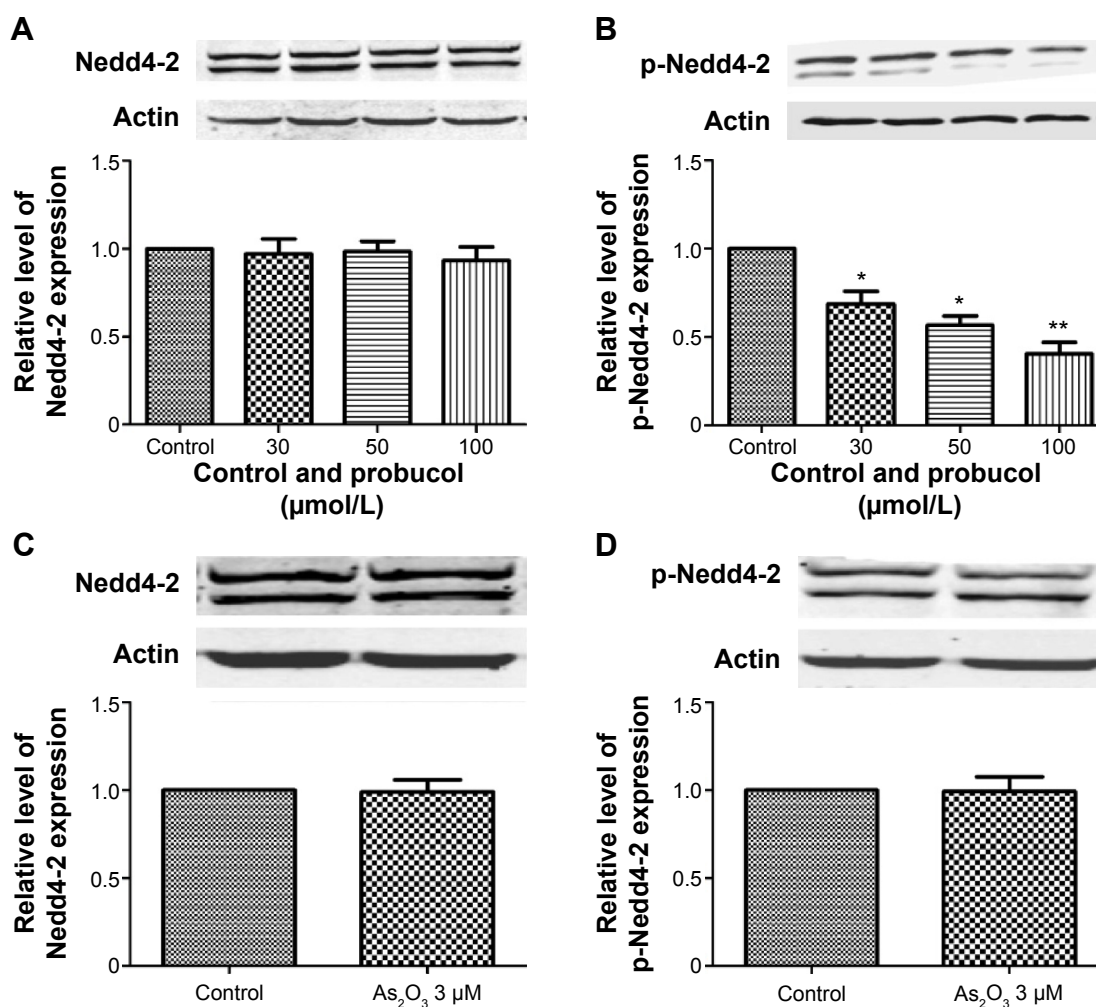 A
Nedd4-2
Actin
Relative level of
Nedd4-2 expression
1.5
1.0
0.5
0
Control
30
50
100
Control and probucol
(µmol/L)
B
p-Nedd4-2
Actin
Relative level of
p-Nedd4-2 expression
1.5
1.0
0.5
0
*
*
**
Control
30
50
100
Control and probucol
(µmol/L)
C
Nedd4-2
Actin
Relative level of
Nedd4-2 expression
1.5
1.0
0.5
0
Control
As₂O₃ 3 µM
D
p-Nedd4-2
Actin
Relative level of
p-Nedd4-2 expression
1.5
1.0
0.5
0
Control
As₂O₃ 3 µM